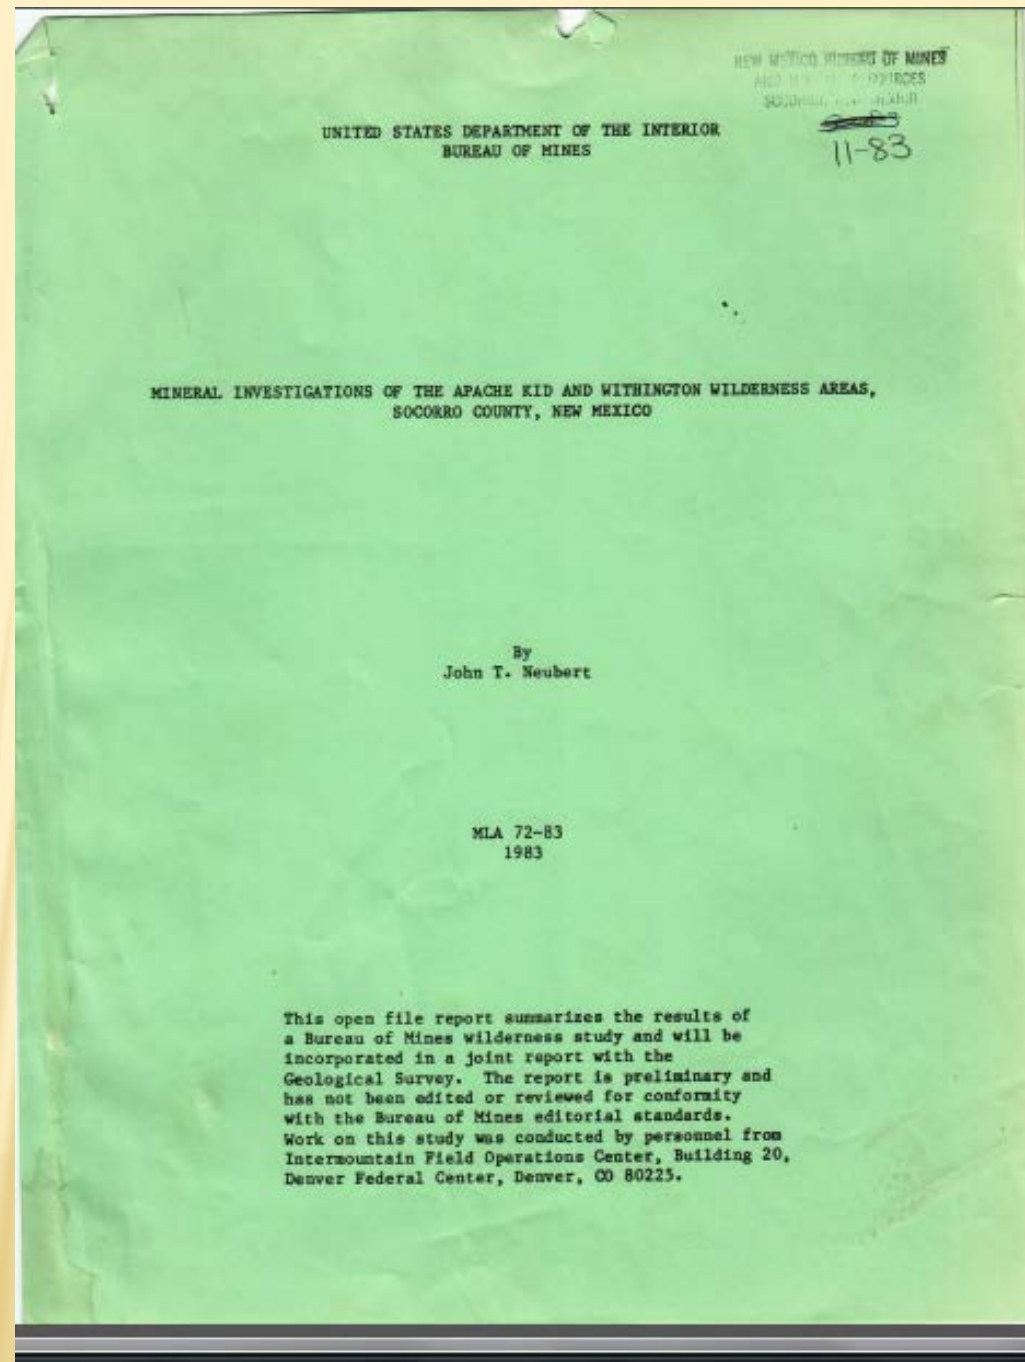 NEW MEXICO BUREAU OF MINES
SOCORRO,
11-83
UNITED STATES DEPARTMENT OF THE INTERIOR
BUREAU OF MINES
MINERAL INVESTIGATIONS OF THE APACHE KID AND WITHINGTON WILDERNESS AREAS,
SOCORRO COUNTY, NEW MEXICO
By
John T. Neubert
MLA 72-83
1983
This open file report summarizes the results of
a Bureau of Mines wilderness study and will be
incorporated in a joint report with the
Geological Survey. The report is preliminary and
has not been edited or reviewed for conformity
with the Bureau of Mines editorial standards.
Work on this study was conducted by personnel from
Intermountain Field Operations Center, Building 20,
Denver Federal Center, Denver, CO 80225.